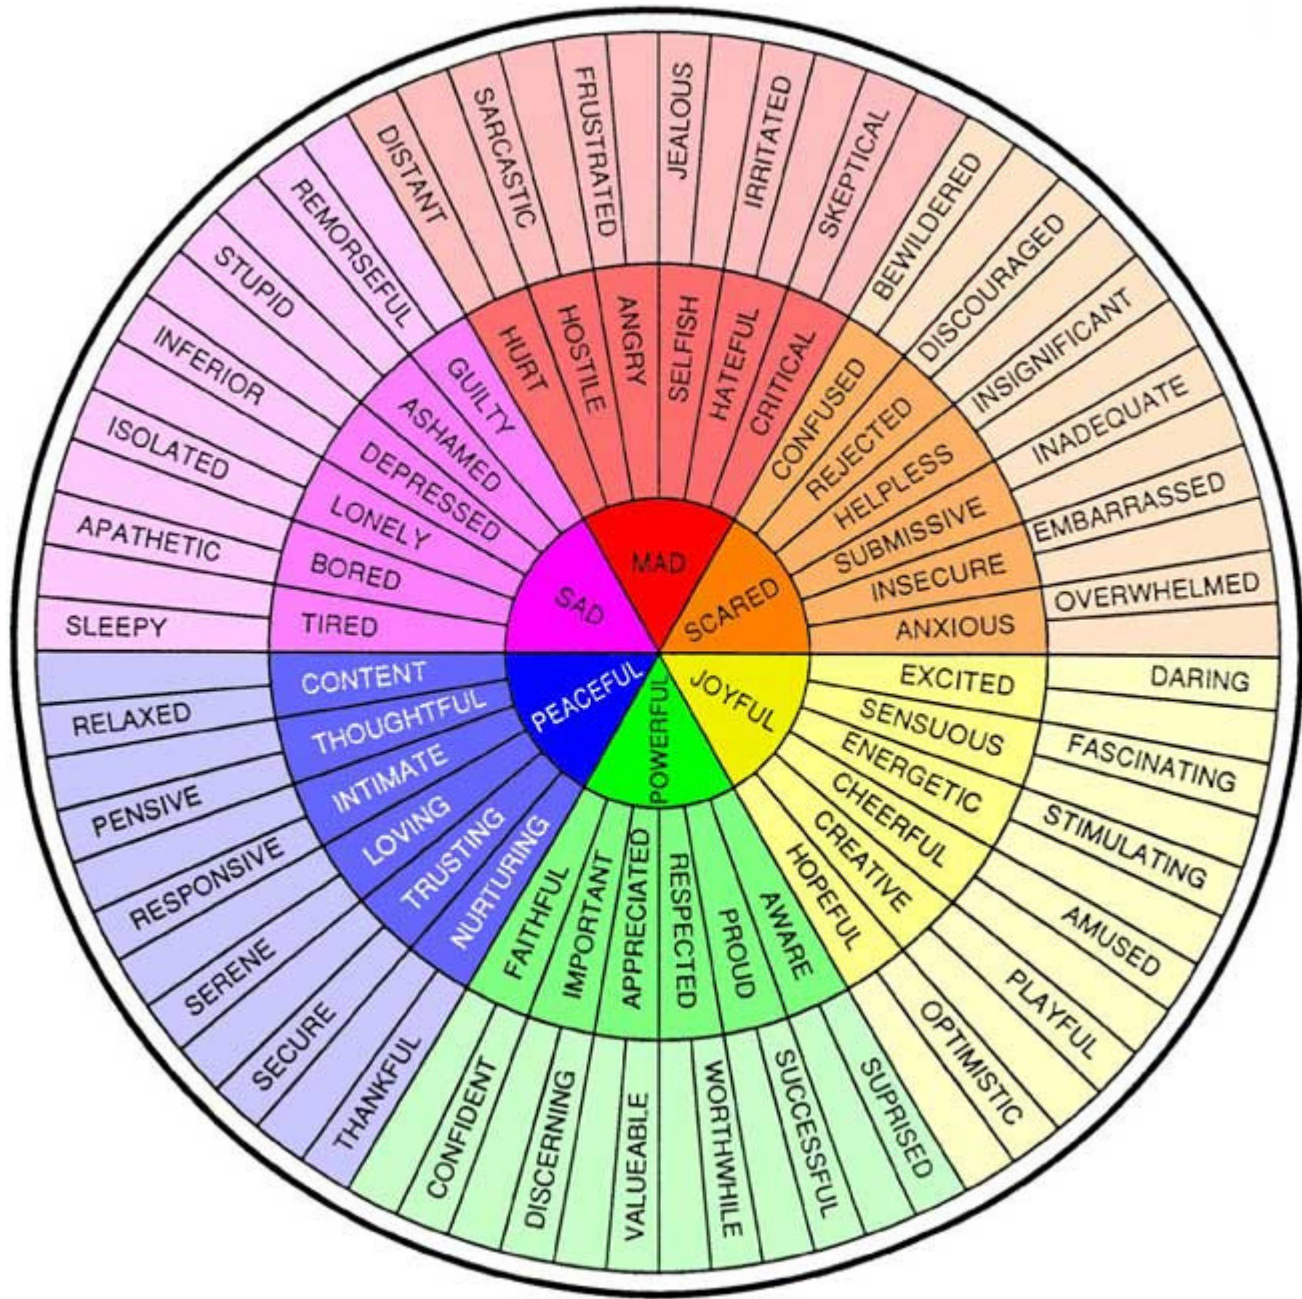 MAD
SCARED
JOYFUL
POWERFUL
PEACEFUL
SAD
HURT
HOSTILE
ANGRY
SELFISH
HATEFUL
CRITICAL
CONFUSED
REJECTED
HELPLESS
SUBMISSIVE
INSECURE
ANXIOUS
EXCITED
SENSUOUS
ENERGETIC
CHEERFUL
CREATIVE
HOPEFUL
AWARE
PROUD
RESPECTED
APPRECIATED
IMPORTANT
FAITHFUL
NURTURING
TRUSTING
LOVING
INTIMATE
THOUGHTFUL
CONTENT
TIRED
BORED
LONELY
DEPRESSED
ASHAMED
GUILTY
DISTANT
SARCASTIC
FRUSTRATED
JEALOUS
IRRITATED
SKEPTICAL
BEWILDERED
DISCOURAGED
INSIGNIFICANT
INADEQUATE
EMBARRASSED
OVERWHELMED
DARING
FASCINATING
STIMULATING
AMUSED
PLAYFUL
OPTIMISTIC
SUPRISED
SUCCESSFUL
WORTHWHILE
VALUEABLE
DISCERNING
CONFIDENT
THANKFUL
SECURE
SERENE
RESPONSIVE
PENSIVE
RELAXED
SLEEPY
APATHETIC
ISOLATED
INFERIOR
STUPID
REMORSEFUL